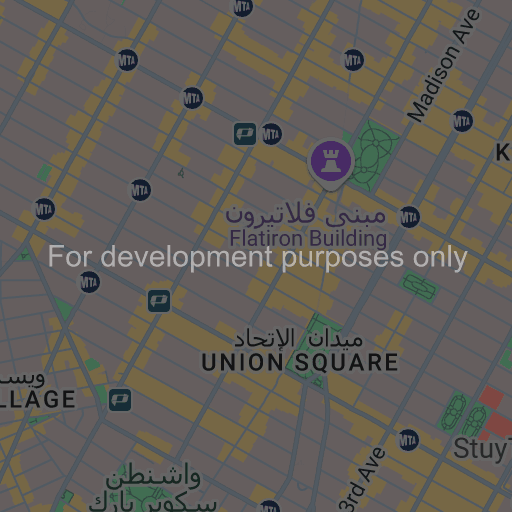 MTA
MTA
MTA
Madison Ave
MTA
MTA
MTA
K
MTA
MTA
MTA
مبنى فلاتيرون
Flatiron Building
For development purposes only
MTA
ميدان الإتحاد
UNION SQUARE
ويسـ
LLAGE
MTA
StuyT
3rd Ave
واشنطن
سكوير بارك
MTA